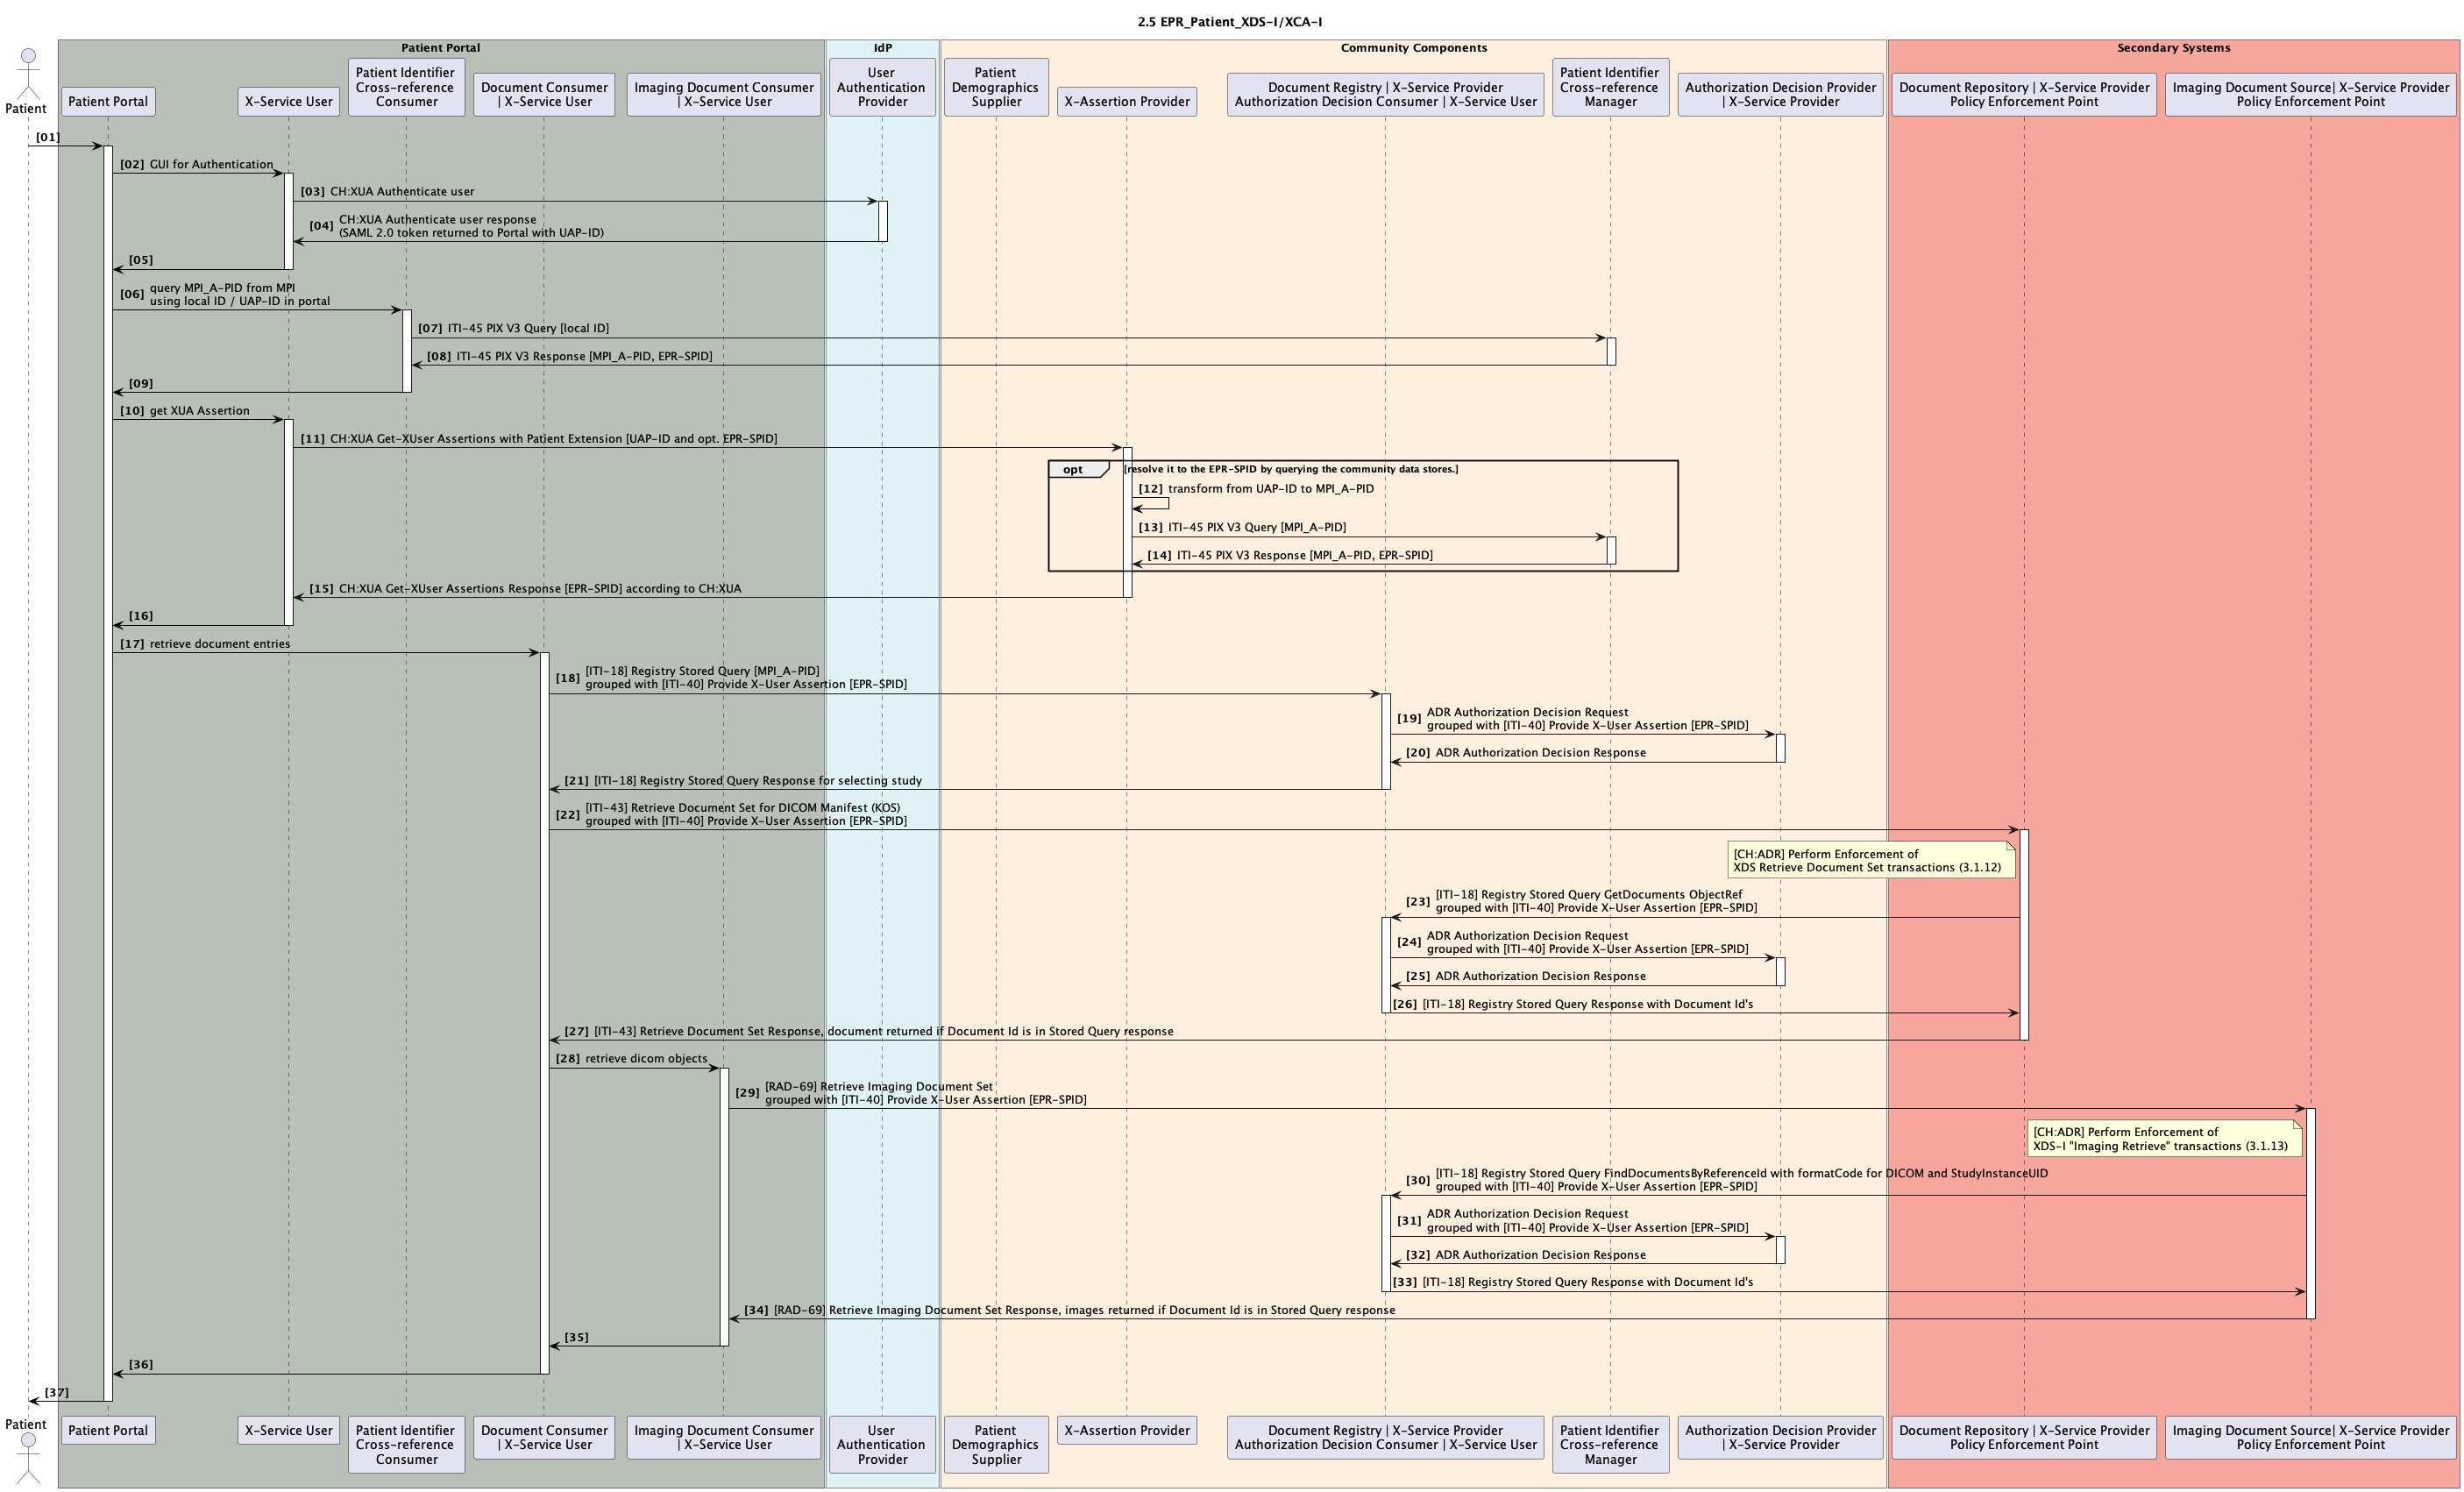 2.5 EPR_Patient_XDS-I/XCA-I
Patient Portal
IdP
Community Components
Secondary Systems
Patient
Patient Portal
X-Service User
Patient Identifier
Cross-reference
Consumer
Document Consumer
| X-Service User
Imaging Document Consumer
| X-Service User
User
Authentication
Provider
Patient
Demographics
Supplier
X-Assertion Provider
Document Registry | X-Service Provider
Authorization Decision Consumer | X-Service User
Patient Identifier
Cross-reference
Manager
Authorization Decision Provider
| X-Service Provider
Document Repository | X-Service Provider
Policy Enforcement Point
Imaging Document Source| X-Service Provider
Policy Enforcement Point
[01]
[02] GUI for Authentication
[03] CH:XUA Authenticate user
[04] CH:XUA Authenticate user response
(SAML 2.0 token returned to Portal with UAP-ID)
[05]
[06] query MPI_A-PID from MPI
using local ID / UAP-ID in portal
[07] ITI-45 PIX V3 Query [local ID]
[08] ITI-45 PIX V3 Response [MPI_A-PID, EPR-SPID]
[09]
[10] get XUA Assertion
[11] CH:XUA Get-XUser Assertions with Patient Extension [UAP-ID and opt. EPR-SPID]
opt [resolve it to the EPR-SPID by querying the community data stores.]
[12] transform from UAP-ID to MPI_A-PID
[13] ITI-45 PIX V3 Query [MPI_A-PID]
[14] ITI-45 PIX V3 Response [MPI_A-PID, EPR-SPID]
[15] CH:XUA Get-XUser Assertions Response [EPR-SPID] according to CH:XUA
[16]
[17] retrieve document entries
[18] [ITI-18] Registry Stored Query [MPI_A-PID]
grouped with [ITI-40] Provide X-User Assertion [EPR-SPID]
[19] ADR Authorization Decision Request
grouped with [ITI-40] Provide X-User Assertion [EPR-SPID]
[20] ADR Authorization Decision Response
[21] [ITI-18] Registry Stored Query Response for selecting study
[22] [ITI-43] Retrieve Document Set for DICOM Manifest (KOS)
grouped with [ITI-40] Provide X-User Assertion [EPR-SPID]
[CH:ADR] Perform Enforcement of
XDS Retrieve Document Set transactions (3.1.12)
[23] [ITI-18] Registry Stored Query GetDocuments ObjectRef
grouped with [ITI-40] Provide X-User Assertion [EPR-SPID]
[24] ADR Authorization Decision Request
grouped with [ITI-40] Provide X-User Assertion [EPR-SPID]
[25] ADR Authorization Decision Response
[26] [ITI-18] Registry Stored Query Response with Document Id's
[27] [ITI-43] Retrieve Document Set Response, document returned if Document Id is in Stored Query response
[28] retrieve dicom objects
[29] [RAD-69] Retrieve Imaging Document Set
grouped with [ITI-40] Provide X-User Assertion [EPR-SPID]
[CH:ADR] Perform Enforcement of
XDS-I "Imaging Retrieve" transactions (3.1.13)
[30] [ITI-18] Registry Stored Query FindDocumentsByReferenceId with formatCode for DICOM and StudyInstanceUID
grouped with [ITI-40] Provide X-User Assertion [EPR-SPID]
[31] ADR Authorization Decision Request
grouped with [ITI-40] Provide X-User Assertion [EPR-SPID]
[32] ADR Authorization Decision Response
[33] [ITI-18] Registry Stored Query Response with Document Id's
[34] [RAD-69] Retrieve Imaging Document Set Response, images returned if Document Id is in Stored Query response
[35]
[36]
[37]
Patient
Patient Portal
X-Service User
Patient Identifier
Cross-reference
Consumer
Document Consumer
| X-Service User
Imaging Document Consumer
| X-Service User
User
Authentication
Provider
Patient
Demographics
Supplier
X-Assertion Provider
Document Registry | X-Service Provider
Authorization Decision Consumer | X-Service User
Patient Identifier
Cross-reference
Manager
Authorization Decision Provider
| X-Service Provider
Document Repository | X-Service Provider
Policy Enforcement Point
Imaging Document Source| X-Service Provider
Policy Enforcement Point